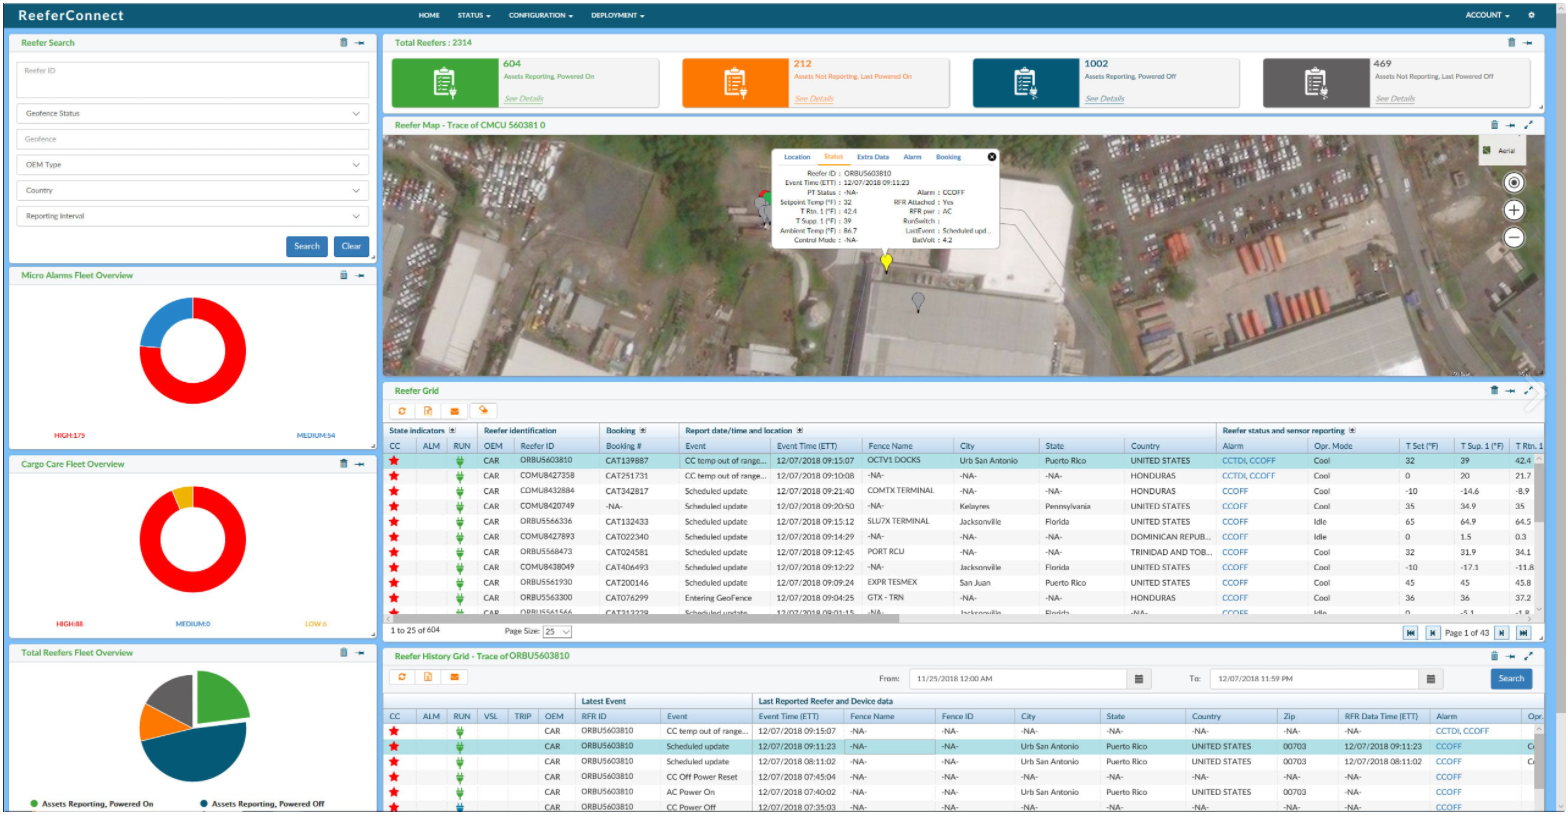 ReeferConnect
HOME STATUS CONFIGURATION DEPLOYMENT ACCOUNT
Reefer Search
Reefer ID
Geofence Status
Geofence
OEM Type
Country
Reporting Interval
Search Clear
Micro Alarms Fleet Overview
HIGH:175 MEDIUM:54
Cargo Care Fleet Overview
HIGH:88 MEDIUM:0 LOW:6
Total Reefers Fleet Overview
Assets Reporting, Powered On Assets Reporting, Powered Off
Total Reefers : 2314
604
Assets Reporting, Powered On
See Details
212
Assets Not Reporting, Last Powered On
See Details
1002
Assets Reporting, Powered Off
See Details
469
Assets Not Reporting, Last Powered Off
See Details
Reefer Map - Trace of CMCU 560381 0
Aerial
Location Status Extra Data Alarm Booking
Reefer ID : ORBU5603810
Event Time (ETT) : 12/07/2018 09:11:23
PT Status : -NA- Alarm : CCOFF
Setpoint Temp (°F) : 32 RFR Attached : Yes
T Rtn. 1 (°F) : 42.4 RFR pwr : AC
T Supp. 1 (°F) : 39 RunSwitch :
Ambient Temp (°F) : 86.7 LastEvent : Scheduled upd...
Control Mode : -NA- BatVolt : 4.2
Reefer Grid
State indicators Reefer identification Booking Report date/time and location Reefer status and sensor reporting
CC ALM RUN OEM Reefer ID Booking # Event Event Time (ETT) Fence Name City State Country Alarm Opr. Mode T Set (°F) T Sup. 1 (°F) T Rtn. 1
CAR ORBU5603810 CAT139887 CC temp out of range... 12/07/2018 09:15:07 OCTV1 DOCKS Urb San Antonio Puerto Rico UNITED STATES CCTDI, CCOFF Cool 32 39 42.4
CAR COMU8427358 CAT251731 CC temp out of range... 12/07/2018 09:10:08 -NA- -NA- -NA- HONDURAS CCTDI, CCOFF Cool 0 20 21.7
CAR COMU8432884 CAT342817 Scheduled update 12/07/2018 09:21:40 COMTX TERMINAL -NA- -NA- HONDURAS CCOFF Cool -10 -14.6 -8.9
CAR COMU8420749 -NA- Scheduled update 12/07/2018 09:20:50 -NA- Kelayres Pennsylvania UNITED STATES CCOFF Cool 35 34.9 35
CAR ORBU5566336 CAT132433 Scheduled update 12/07/2018 09:15:12 SLU7X TERMINAL Jacksonville Florida UNITED STATES CCOFF Idle 65 64.9 64.5
CAR COMU8427893 CAT022340 Scheduled update 12/07/2018 09:14:29 -NA- -NA- -NA- DOMINICAN REPUB... CCOFF Idle 0 1.5 0.3
CAR ORBU5568473 CAT024581 Scheduled update 12/07/2018 09:12:45 PORT RCU -NA- -NA- TRINIDAD AND TOB... CCOFF Cool 32 31.9 34.1
CAR COMU8438049 CAT406493 Scheduled update 12/07/2018 09:12:22 -NA- Jacksonville Florida UNITED STATES CCOFF Cool -10 -17.1 -11.8
CAR ORBU5561930 CAT200146 Scheduled update 12/07/2018 09:09:24 EXPR TESMEX San Juan Puerto Rico UNITED STATES CCOFF Cool 45 45 45.8
CAR ORBU5563300 CAT076299 Entering GeoFence 12/07/2018 09:04:25 GTX - TRN -NA- -NA- HONDURAS CCOFF Cool 36 36 37.2
CAR ORBU5561566 CAT313229 Scheduled update 12/07/2018 09:01:15 -NA- Jacksonville Florida -NA- CCOFF Idle 0 -5.1 -1.8
1 to 25 of 604 Page Size: 25 Page 1 of 43
Reefer History Grid - Trace of ORBU5603810
From: 11/25/2018 12:00 AM To: 12/07/2018 11:59 PM Search
Latest Event Last Reported Reefer and Device data
CC ALM RUN VSL TRIP OEM RFR ID Event Event Time (ETT) Fence Name Fence ID City State Country Zip RFR Data Time (ETT) Alarm Opr.
CAR ORBU5603810 CC temp out of range... 12/07/2018 09:15:07 -NA- -NA- -NA- -NA- -NA- -NA- -NA- CCTDI, CCOFF
CAR ORBU5603810 Scheduled update 12/07/2018 09:11:23 -NA- -NA- Urb San Antonio Puerto Rico UNITED STATES 00703 12/07/2018 09:11:23 CCOFF
CAR ORBU5603810 Scheduled update 12/07/2018 08:11:02 -NA- -NA- Urb San Antonio Puerto Rico UNITED STATES 00703 12/07/2018 08:11:02 CCOFF
CAR ORBU5603810 CC Off Power Reset 12/07/2018 07:45:04 -NA- -NA- -NA- -NA- -NA- -NA- -NA- CCOFF
CAR ORBU5603810 AC Power On 12/07/2018 07:40:02 -NA- -NA- Urb San Antonio Puerto Rico UNITED STATES 00703 -NA- CCOFF
CAR ORBU5603810 CC Power Off 12/07/2018 07:35:03 -NA- -NA- -NA- -NA- -NA- -NA- -NA- CCOFF